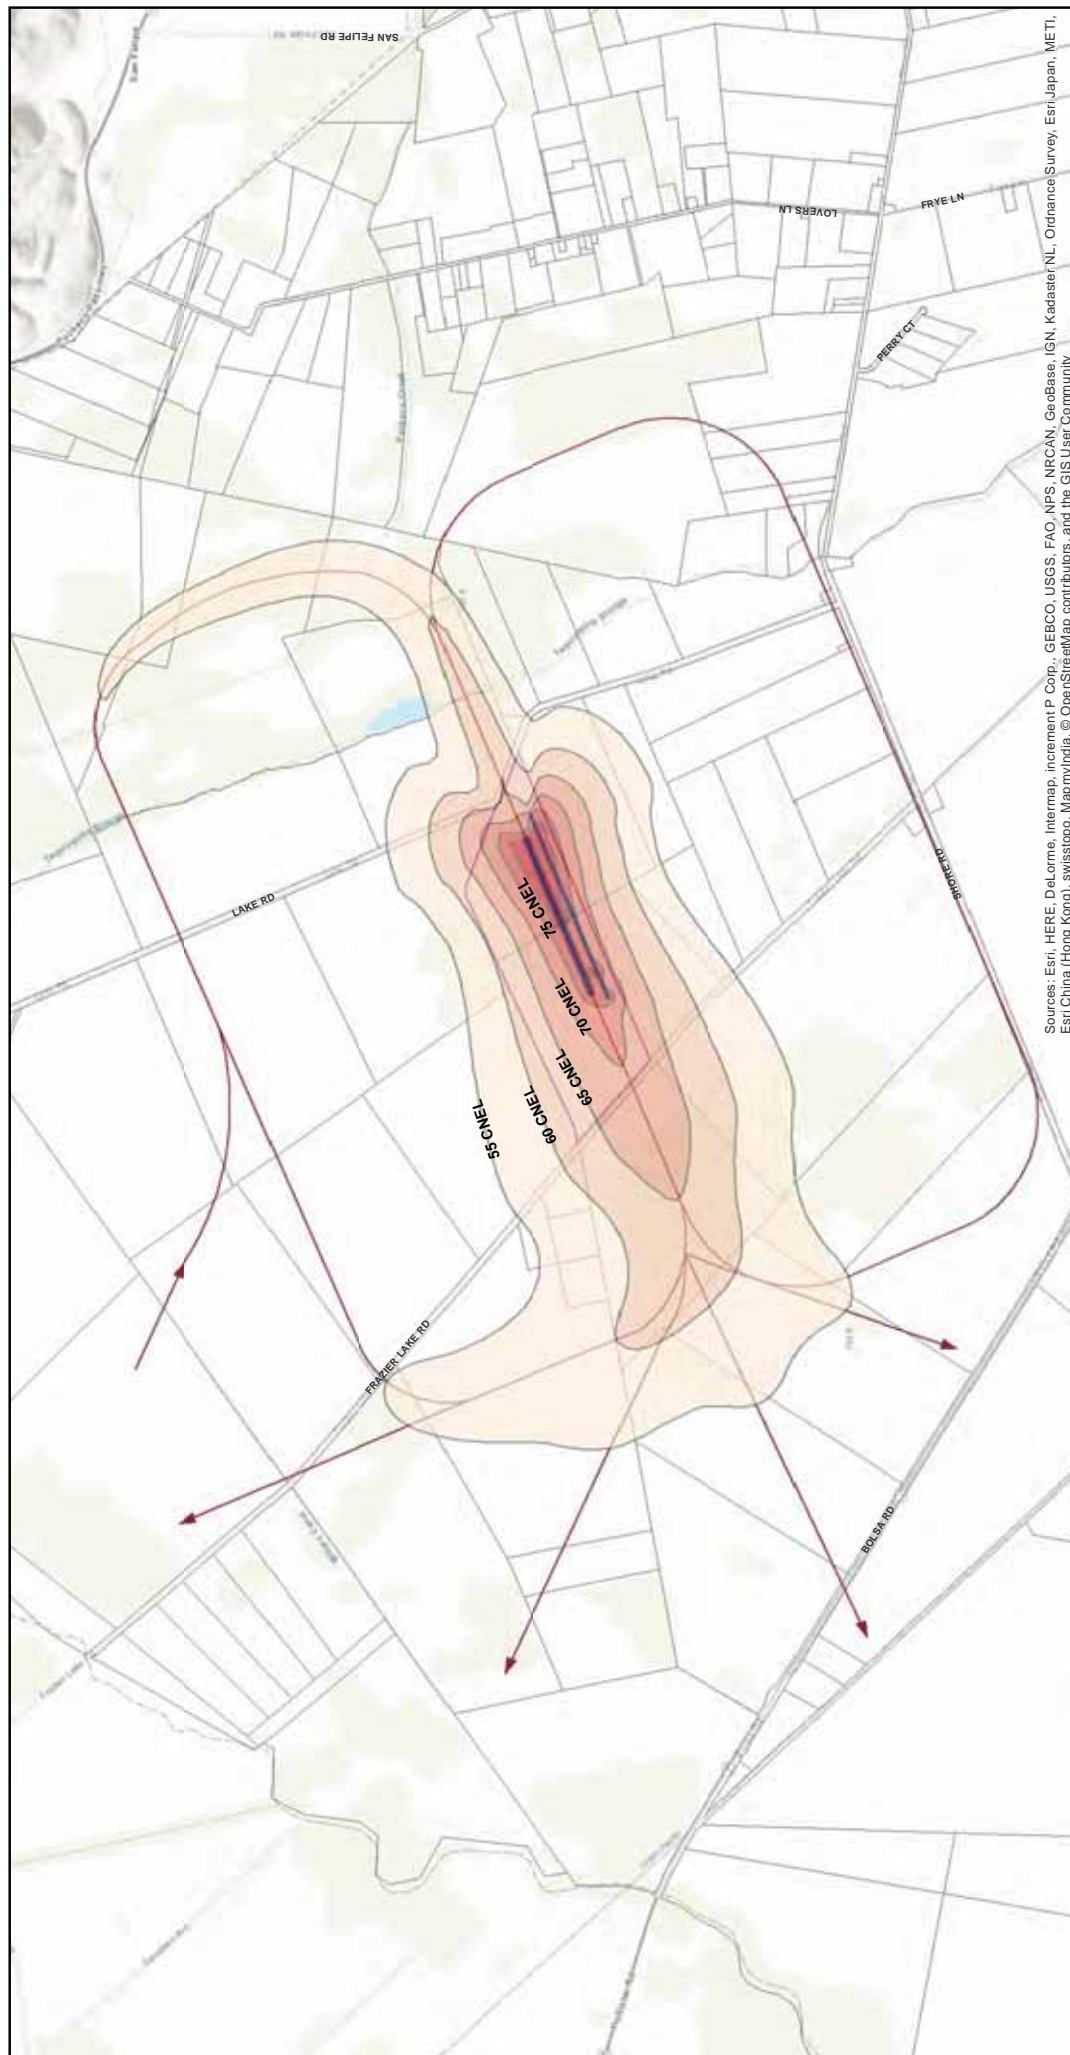 SAN FELIPE RD
San Felipe
LOVERS LN
FRYE LN
PERRY CT
LAKE RD
SHORE RD
75 CNEL
70 CNEL
65 CNEL
60 CNEL
55 CNEL
FRAZIER LAKE RD
BOLSA RD
Sources: Esri, HERE, DeLorme, Intermap, increment P Corp., GEBCO, USGS, FAO, NPS, NRCAN, GeoBase, IGN, Kadaster NL, Ordnance Survey, Esri Japan, METI,
Esri China (Hong Kong), swisstopo, MapmyIndia, © OpenStreetMap contributors, and the GIS User Community